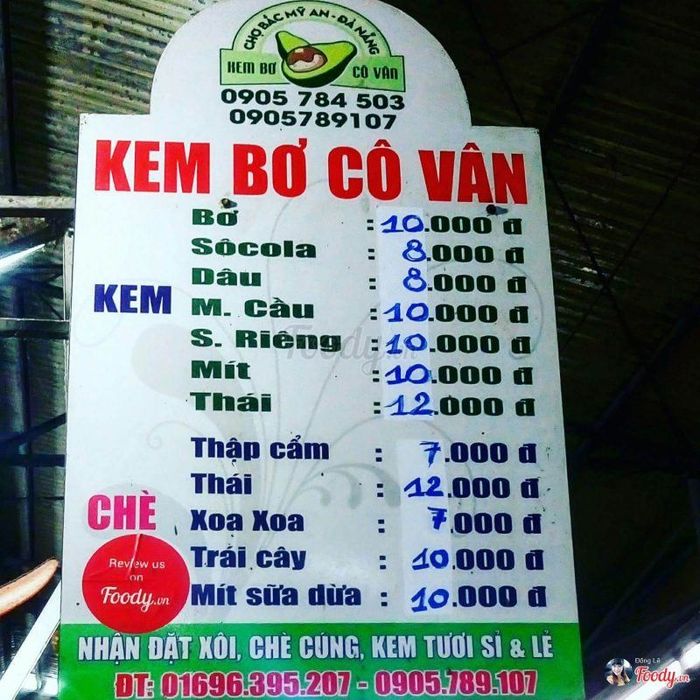 CHỢ BẮC MỸ AN - ĐÀ NẴNG
KEM BƠ CÔ VÂN
0905 784 503
0905789107
KEM BƠ CÔ VÂN
KEM
Bơ : 10.000 đ
Sôcola : 8.000 đ
Dâu : 8.000 đ
M. Cầu : 10.000 đ
S. Riêng : 10.000 đ
Mít : 10.000 đ
Thái : 12.000 đ
Foody.vn
CHÈ
Thập cẩm : 7.000 đ
Thái : 12.000 đ
Xoa Xoa : 7.000 đ
Trái cây : 10.000 đ
Mít sữa dừa : 10.000 đ
Review us
on
Foody.vn
NHẬN ĐẶT XÔI, CHÈ CÚNG, KEM TƯƠI SỈ & LẺ
ĐT: 01696.395.207 - 0905.789.107
Đồng Lê
Foody.vn